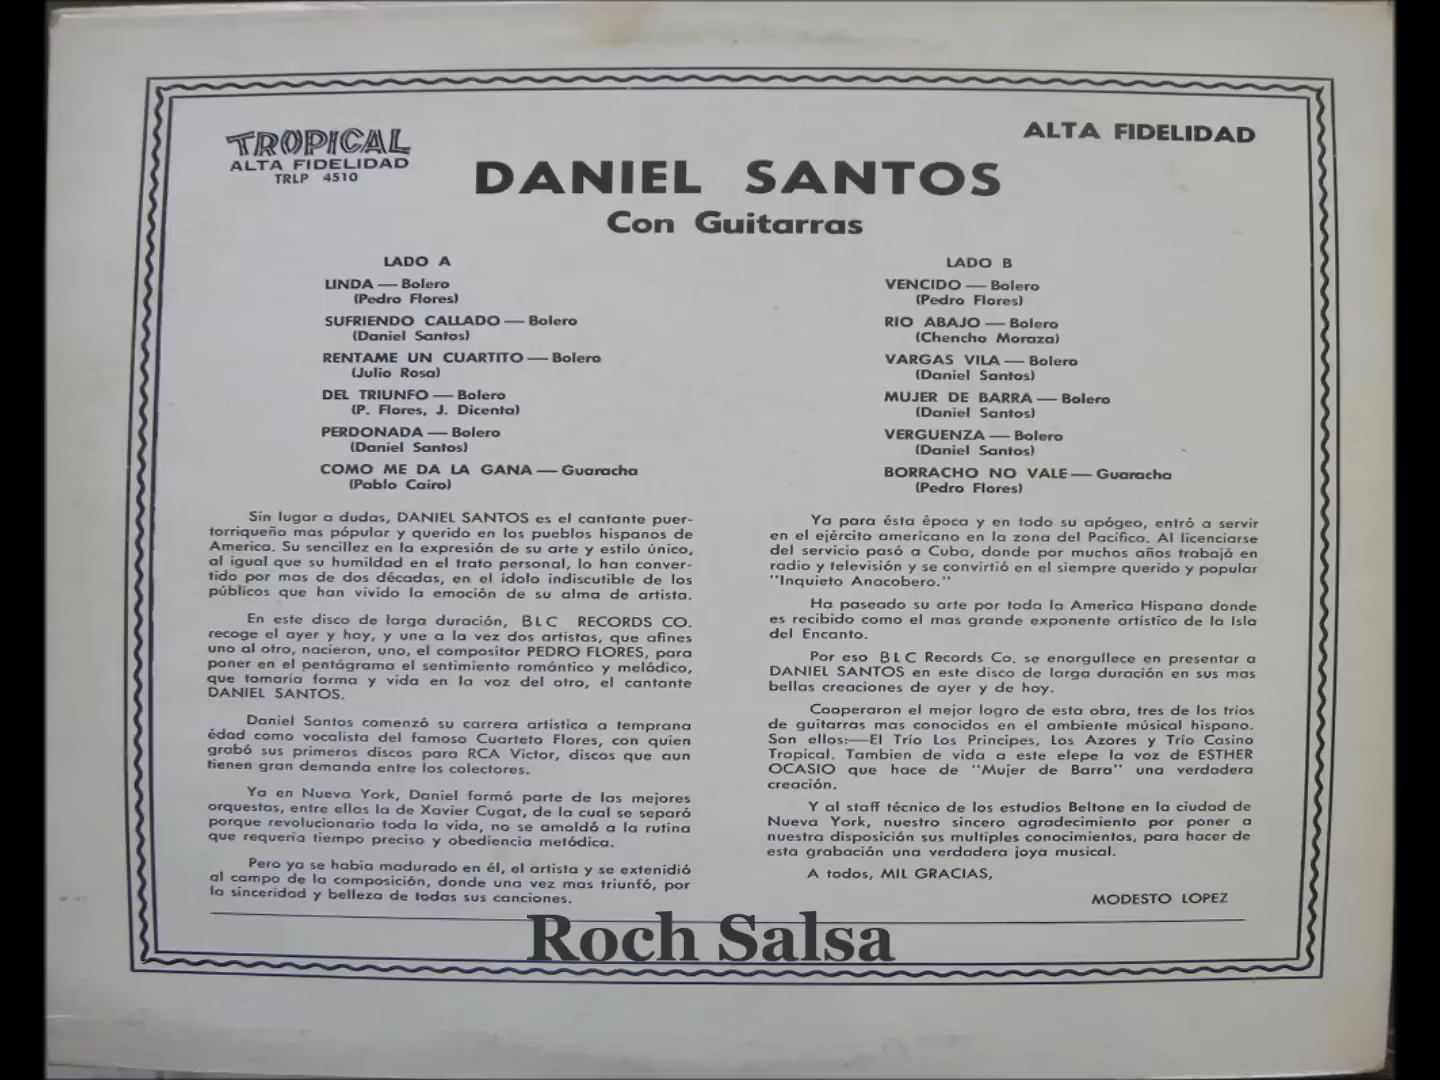 TROPICAL
ALTA FIDELIDAD
TRLP 4510
ALTA FIDELIDAD
DANIEL SANTOS
Con Guitarras
LADO A
LINDA — Bolero
(Pedro Flores)
SUFRIENDO CALLADO — Bolero
(Daniel Santos)
RENTAME UN CUARTITO — Bolero
(Julio Rosa)
DEL TRIUNFO — Bolero
(P. Flores, J. Dicenta)
PERDONADA — Bolero
(Daniel Santos)
COMO ME DA LA GANA — Guaracha
(Pablo Cairo)
LADO B
VENCIDO — Bolero
(Pedro Flores)
RIO ABAJO — Bolero
(Chencho Moraza)
VARGAS VILA — Bolero
(Daniel Santos)
MUJER DE BARRA — Bolero
(Daniel Santos)
VERGUENZA — Bolero
(Daniel Santos)
BORRACHO NO VALE — Guaracha
(Pedro Flores)
Sin lugar a dudas, DANIEL SANTOS es el cantante puer-
torriqueño mas pópular y querido en los pueblos hispanos de
America. Su sencillez en la expresión de su arte y estilo único,
al igual que su humildad en el trato personal, lo han conver-
tido por mas de dos décadas, en el ídolo indiscutible de los
públicos que han vivido la emoción de su alma de artista.
En este disco de larga duración, BLC RECORDS CO.
recoge el ayer y hoy, y une a la vez dos artistas, que afines
uno al otro, nacieron, uno, el compositor PEDRO FLORES, para
poner en el pentágrama el sentimiento romántico y melódico,
que tomaría forma y vida en la voz del otro, el cantante
DANIEL SANTOS.
Daniel Santos comenzó su carrera artística a temprana
édad como vocalista del famoso Cuarteto Flores, con quien
grabó sus primeros discos para RCA Victor, discos que aun
tienen gran demanda entre los colectores.
Ya en Nueva York, Daniel formó parte de las mejores
orquestas, entre ellas la de Xavier Cugat, de la cual se separó
porque revolucionario toda la vida, no se amoldó a la rutina
que requería tiempo preciso y obediencia metódica.
Pero ya se había madurado en él, el artista y se extenidió
al campo de la composición, donde una vez mas triunfó, por
la sinceridad y belleza de todas sus canciones.
Ya para ésta época y en todo su apógeo, entró a servir
en el ejército americano en la zona del Pacífico. Al licenciarse
del servicio pasó a Cuba, donde por muchos años trabajó en
radio y televisión y se convirtió en el siempre querido y popular
"Inquieto Anacobero."
Ha paseado su arte por toda la America Hispana donde
es recibido como el mas grande exponente artístico de la Isla
del Encanto.
Por eso BLC Records Co. se enorgullece en presentar a
DANIEL SANTOS en este disco de larga duración en sus mas
bellas creaciones de ayer y de hoy.
Cooperaron el mejor logro de esta obra, tres de los tríos
de guitarras mas conocidos en el ambiente músical hispano.
Son ellos:—El Trío Los Principes, Los Azores y Trío Casino
Tropical. Tambien de vida a este elepe la voz de ESTHER
OCASIO que hace de "Mujer de Barra" una verdadera
creación.
Y al staff técnico de los estudios Beltone en la ciudad de
Nueva York, nuestro sincero agradecimiento por poner a
nuestra disposición sus multiples conocimientos, para hacer de
esta grabación una verdadera joya musical.
A todos, MIL GRACIAS,
MODESTO LOPEZ
Roch Salsa